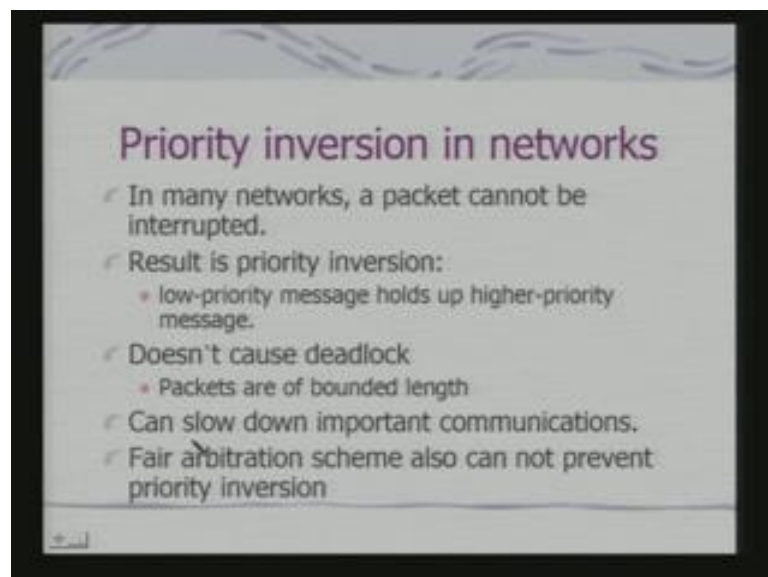 Priority inversion in networks
In many networks, a packet cannot be
interrupted.
Result is priority inversion:
low-priority message holds up higher-priority
message.
Doesn't cause deadlock
Packets are of bounded length
Can slow down important communications.
Fair arbitration scheme also can not prevent
priority inversion